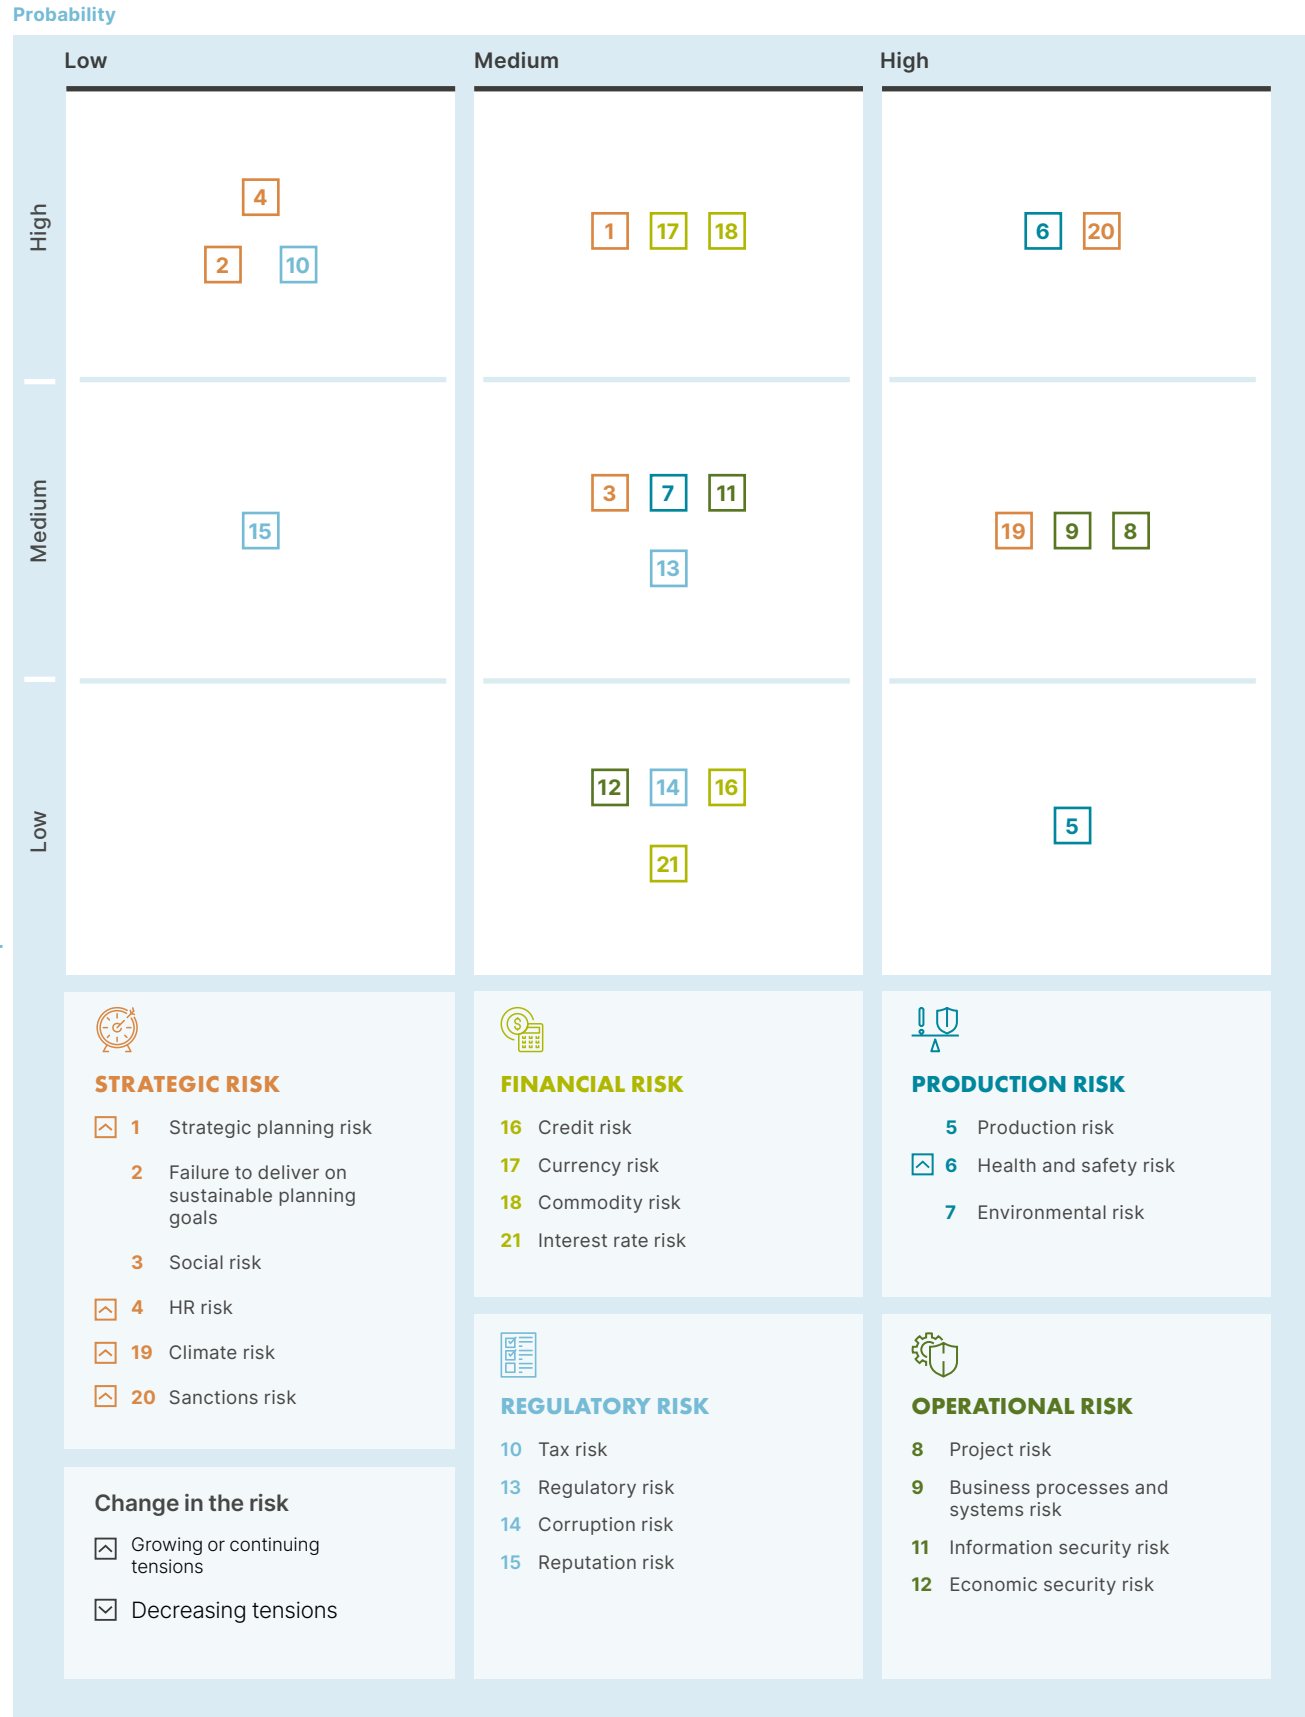 Probability
Low
Medium
High
High
4
2
10
1
17
18
6
20
Medium
15
3
7
11
13
19
9
8
Low
12
14
16
21
5
STRATEGIC RISK
1 Strategic planning risk
2 Failure to deliver on
sustainable planning
goals
3 Social risk
4 HR risk
19 Climate risk
20 Sanctions risk
Change in the risk
Growing or continuing
tensions
Decreasing tensions
FINANCIAL RISK
16 Credit risk
17 Currency risk
18 Commodity risk
21 Interest rate risk
REGULATORY RISK
10 Tax risk
13 Regulatory risk
14 Corruption risk
15 Reputation risk
PRODUCTION RISK
5 Production risk
6 Health and safety risk
7 Environmental risk
OPERATIONAL RISK
8 Project risk
9 Business processes and
systems risk
11 Information security risk
12 Economic security risk